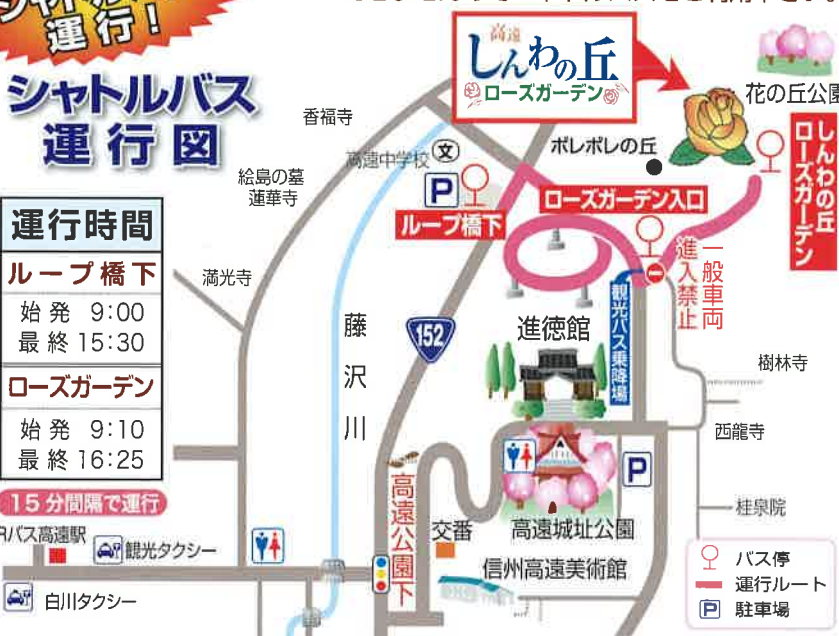 運行！
シャトルバス
運行図
運行時間
ループ橋下
始発 9:00
最終 15:30
ローズガーデン
始発 9:10
最終 16:25
15分間隔で運行
Rバス高遠駅
観光タクシー
白川タクシー
香福寺
高遠中学校
文
絵島の墓
蓮華寺
満光寺
藤沢川
P
ループ橋下
高遠
しんわの丘
ローズガーデン
花の丘公園
ポレポレの丘
しんわの丘
ローズガーデン
ローズガーデン入口
一般車両
進入禁止
観光バス乗降場
152
進徳館
樹林寺
西龍寺
P
桂泉院
高遠城址公園
高遠公園下
交番
信州高遠美術館
バス停
運行ルート
P 駐車場